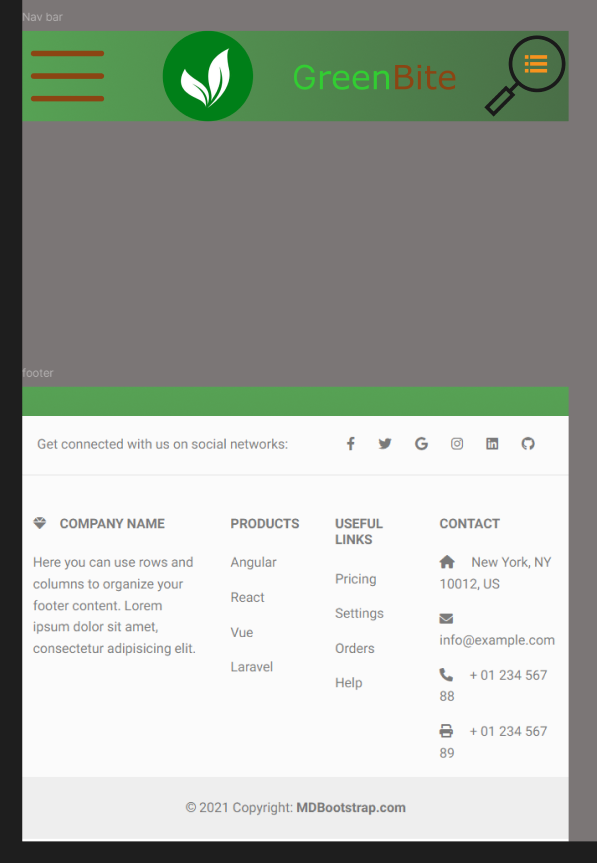 Nav bar
GreenBite
footer
Get connected with us on social networks:
COMPANY NAME
Here you can use rows and
columns to organize your
footer content. Lorem
ipsum dolor sit amet,
consectetur adipisicing elit.
PRODUCTS
Angular
React
Vue
Laravel
USEFUL
LINKS
Pricing
Settings
Orders
Help
CONTACT
New York, NY
10012, US
info@example.com
+ 01 234 567
88
+ 01 234 567
89
© 2021 Copyright: MDBootstrap.com